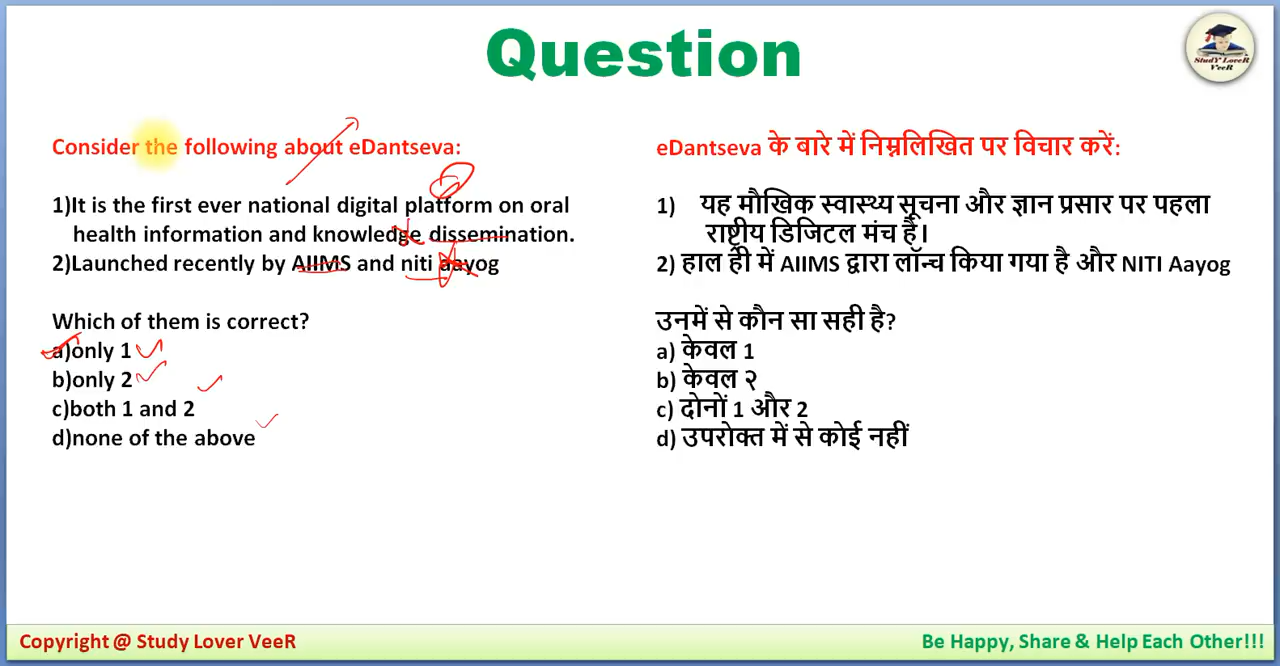 Question
StudY LoveR
VeeR
Consider the following about eDantseva:
1)It is the first ever national digital platform on oral
health information and knowledge dissemination.
2)Launched recently by AIIMS and niti aayog
Which of them is correct?
a)only 1
b)only 2
c)both 1 and 2
d)none of the above
eDantseva के बारे में निम्नलिखित पर विचार करें:
1) यह मौखिक स्वास्थ्य सूचना और ज्ञान प्रसार पर पहला
राष्ट्रीय डिजिटल मंच है।
2) हाल ही में AIIMS द्वारा लॉन्च किया गया है और NITI Aayog
उनमें से कौन सा सही है?
a) केवल 1
b) केवल २
c) दोनों 1 और 2
d) उपरोक्त में से कोई नहीं
Copyright @ Study Lover VeeR
Be Happy, Share & Help Each Other!!!